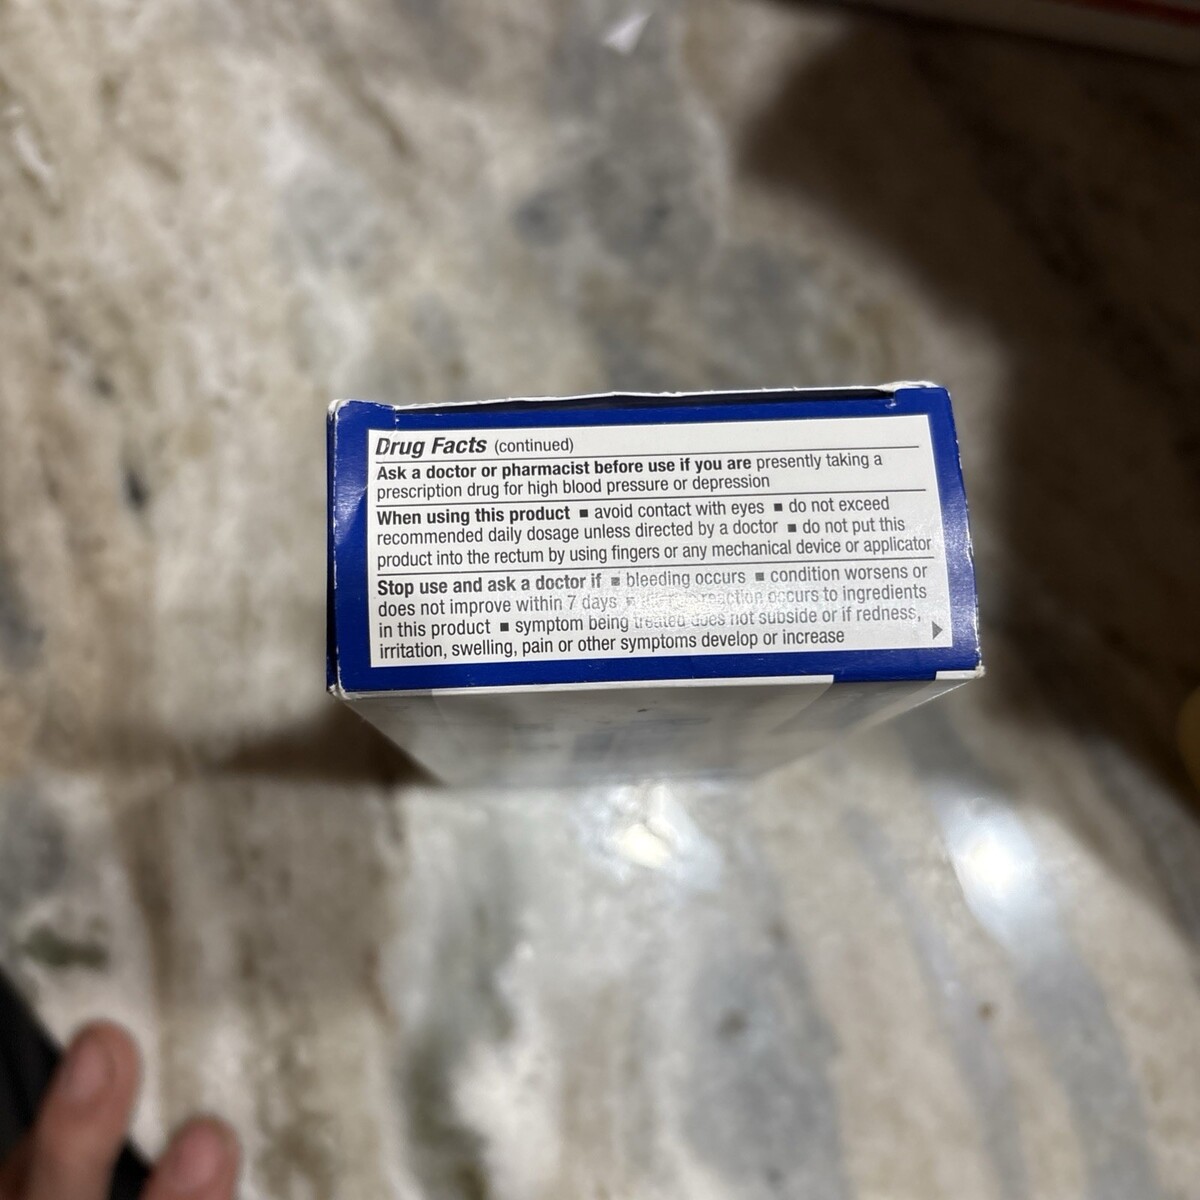 Drug Facts (continued)
Ask a doctor or pharmacist before use if you are presently taking a
prescription drug for high blood pressure or depression
When using this product ■ avoid contact with eyes ■ do not exceed
recommended daily dosage unless directed by a doctor ■ do not put this
product into the rectum by using fingers or any mechanical device or applicator
Stop use and ask a doctor if ■ bleeding occurs ■ condition worsens or
does not improve within 7 days ■ reaction occurs to ingredients
in this product ■ symptom being treated does not subside or if redness,
irritation, swelling, pain or other symptoms develop or increase